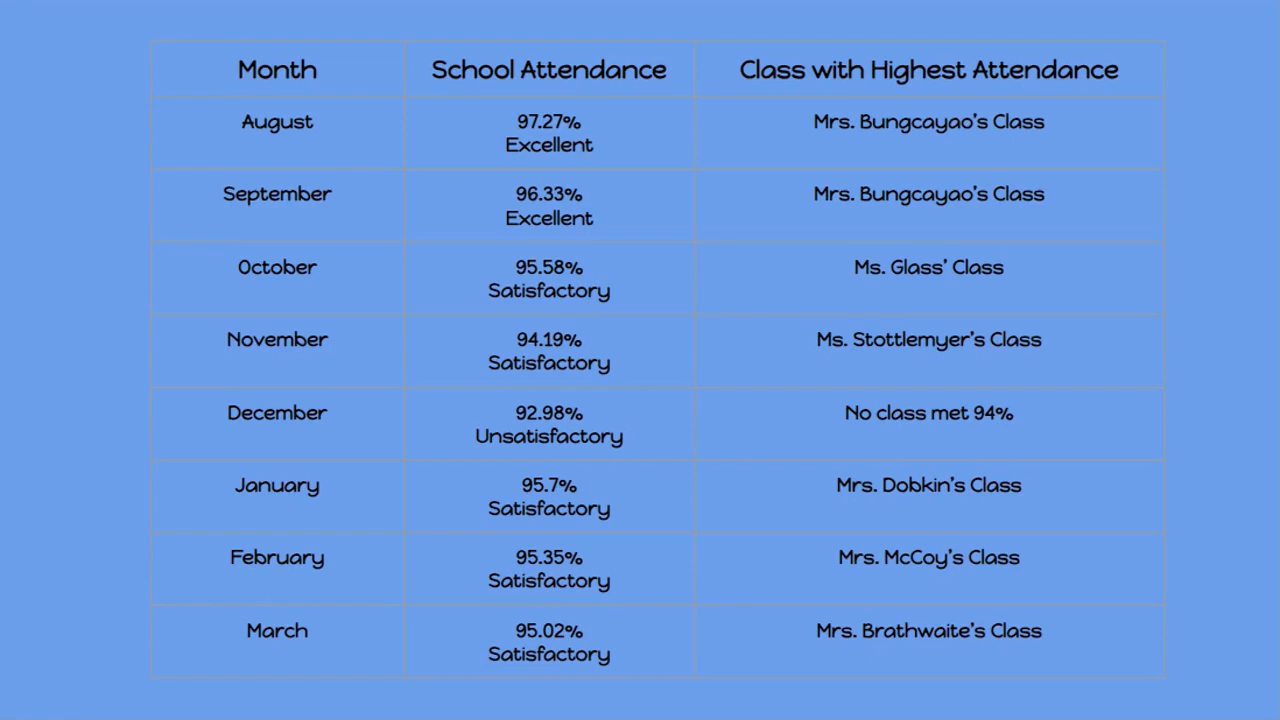 Month School Attendance Class with Highest Attendance
August 97.27% Mrs. Bungcayao's Class
Excellent
September 96.33% Mrs. Bungcayao's Class
Excellent
October 95.58% Ms. Glass' Class
Satisfactory
November 94.19% Ms. Stottlemyer's Class
Satisfactory
December 92.98% No class met 94%
Unsatisfactory
January 95.7% Mrs. Dobkin's Class
Satisfactory
February 95.35% Mrs. McCoy's Class
Satisfactory
March 95.02% Mrs. Brathwaite's Class
Satisfactory